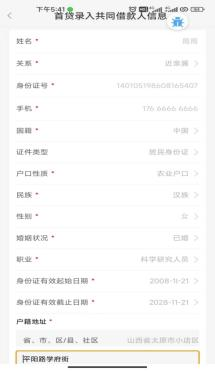 下午5:41
首贷录入共同借款人信息
姓名 *
关系 * 近亲属 >
身份证号 * 140105198608165407
手机 * 176 6666 6666
国籍 * 中国 >
证件类型 居民身份证 >
户口性质 * 农业户口 >
民族 * 汉族 >
性别 * 女 >
婚姻状况 * 已婚 >
职业 * 科学研究人员 >
身份证有效起始日期 * 2008-11-21 >
身份证有效截止日期 * 2028-11-21 >
户籍地址 *
省、市、区/县、社区 山西省太原市小店区
平阳路学府街